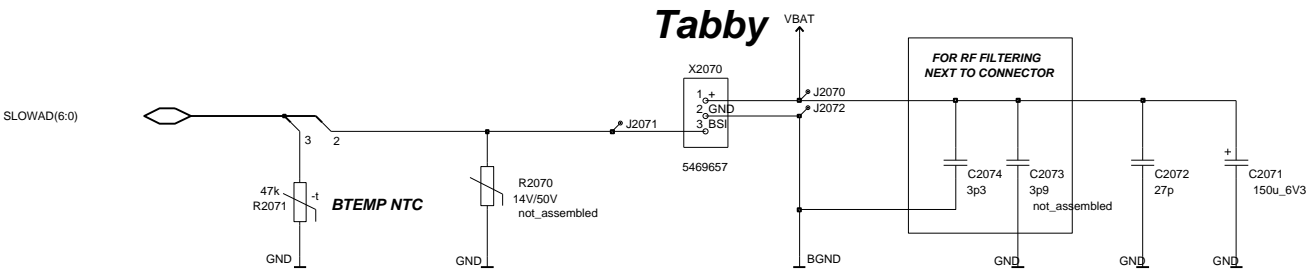 Tabby
VBAT
FOR RF FILTERING
NEXT TO CONNECTOR
X2070
1 +
2 GND
3 BSI
5469657
J2070
J2072
J2071
SLOWAD(6:0)
3
2
47k
R2071
-t
BTEMP NTC
R2070
14V/50V
not_assembled
C2074
3p3
C2073
3p9
not_assembled
C2072
27p
+
C2071
150u_6V3
GND
GND
BGND
GND
GND
GND